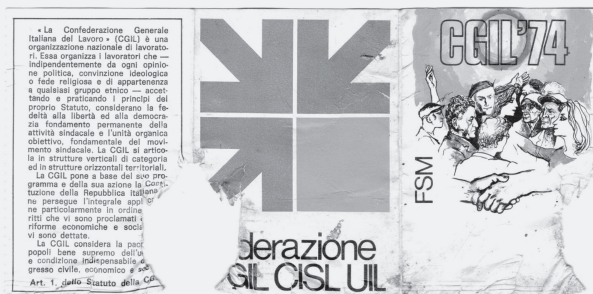 « La Confederazione Generale
Italiana del Lavoro » (CGIL) è una
organizzazione nazionale di lavorato-
ri. Essa organizza i lavoratori che —
indipendentemente da ogni opinio-
ne politica, convinzione ideologica
o fede religiosa e di appartenenza
a qualsiasi gruppo etnico — accet-
tando e praticando i principi del
proprio Statuto, considerano la fe-
deltà alla libertà ed alla democra-
zia fondamento permanente della
attività sindacale e l'unità organica
obiettivo, fondamentale del movi-
mento sindacale. La CGIL si artico-
la in strutture verticali di categoria
ed in strutture orizzontali territoriali.
La CGIL pone a base del suo pro-
gramma e della sua azione la Costi-
tuzione della Repubblica Italiana
ne persegue l'integrale applic
ne particolarmente in ordine
ritti che vi sono proclamati
riforme economiche e socia
vi sono dettate.
La CGIL considera la pace
popoli bene supremo dell'u
e condizione indispensabile
gresso civile, economico e soc
Art. 1, dello Statuto della CG
derazione
GIL CISL UIL
CGIL'74
FSM